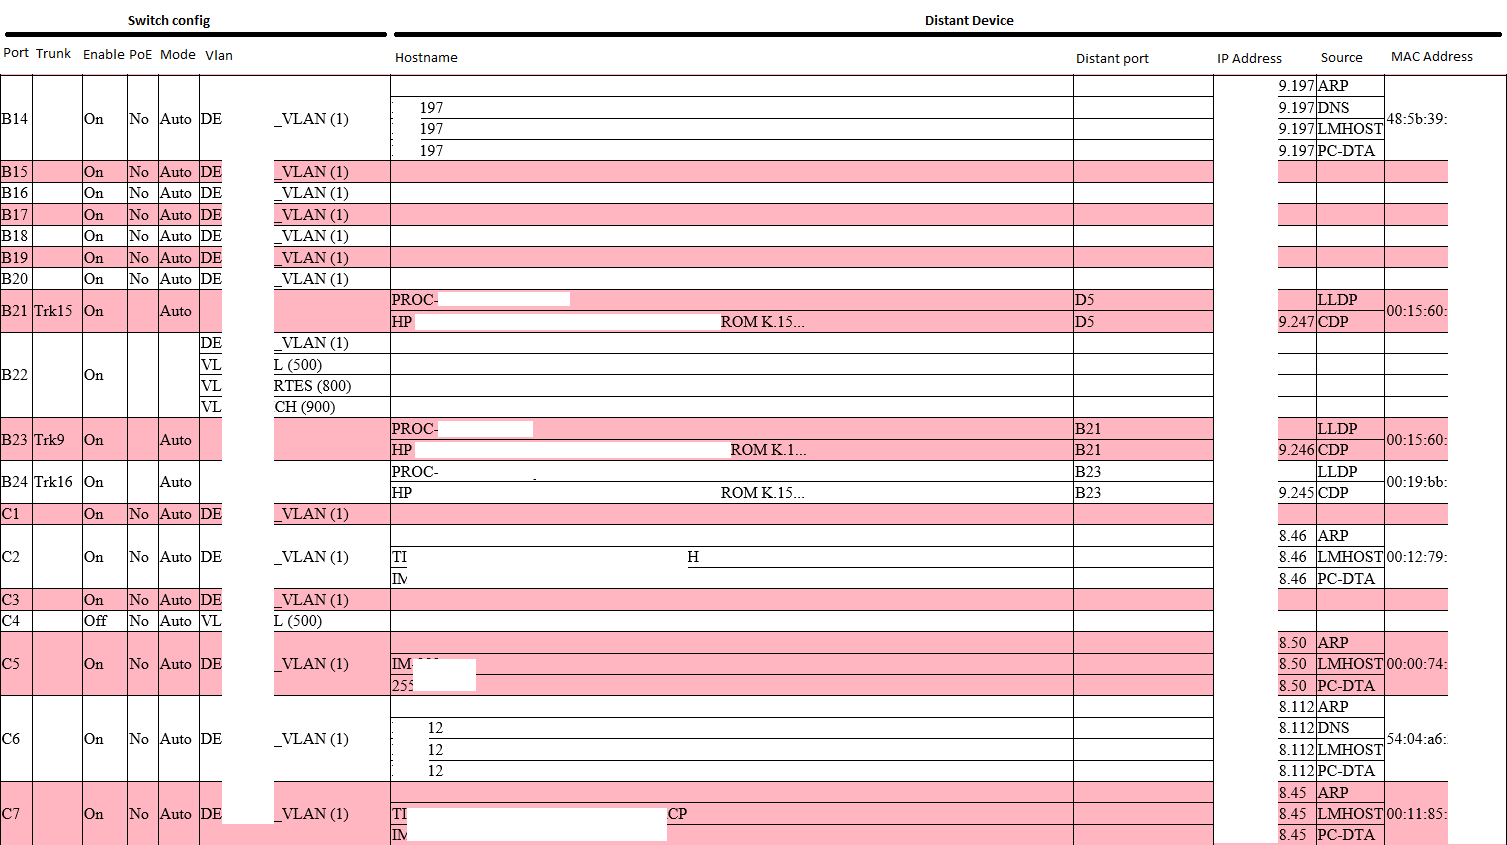 Switch config Distant Device
Port Trunk Enable PoE Mode Vlan Hostname Distant port IP Address Source MAC Address
9.197 ARP
197 9.197 DNS
B14 On No Auto DE _VLAN (1) 48:5b:39:
197 9.197 LMHOST
197 9.197 PC-DTA
B15 On No Auto DE _VLAN (1)
B16 On No Auto DE _VLAN (1)
B17 On No Auto DE _VLAN (1)
B18 On No Auto DE _VLAN (1)
B19 On No Auto DE _VLAN (1)
B20 On No Auto DE _VLAN (1)
PROC- D5 LLDP
B21 Trk15 On Auto 00:15:60:
HP ROM K.15... D5 9.247 CDP
DE _VLAN (1)
VL L (500)
B22 On
VL RTES (800)
VL CH (900)
PROC- B21 LLDP
B23 Trk9 On Auto 00:15:60:
HP ROM K.1... B21 9.246 CDP
PROC- B23 LLDP
B24 Trk16 On Auto 00:19:bb:
HP ROM K.15... B23 9.245 CDP
C1 On No Auto DE _VLAN (1)
8.46 ARP
C2 On No Auto DE _VLAN (1) TI H 8.46 LMHOST 00:12:79:
IM 8.46 PC-DTA
C3 On No Auto DE _VLAN (1)
C4 Off No Auto VL L (500)
8.50 ARP
C5 On No Auto DE _VLAN (1) IM- 8.50 LMHOST 00:00:74:
255 8.50 PC-DTA
8.112 ARP
12 8.112 DNS
C6 On No Auto DE _VLAN (1) 54:04:a6:
12 8.112 LMHOST
12 8.112 PC-DTA
8.45 ARP
C7 On No Auto DE _VLAN (1) TI CP 8.45 LMHOST 00:11:85:
IM 8.45 PC-DTA